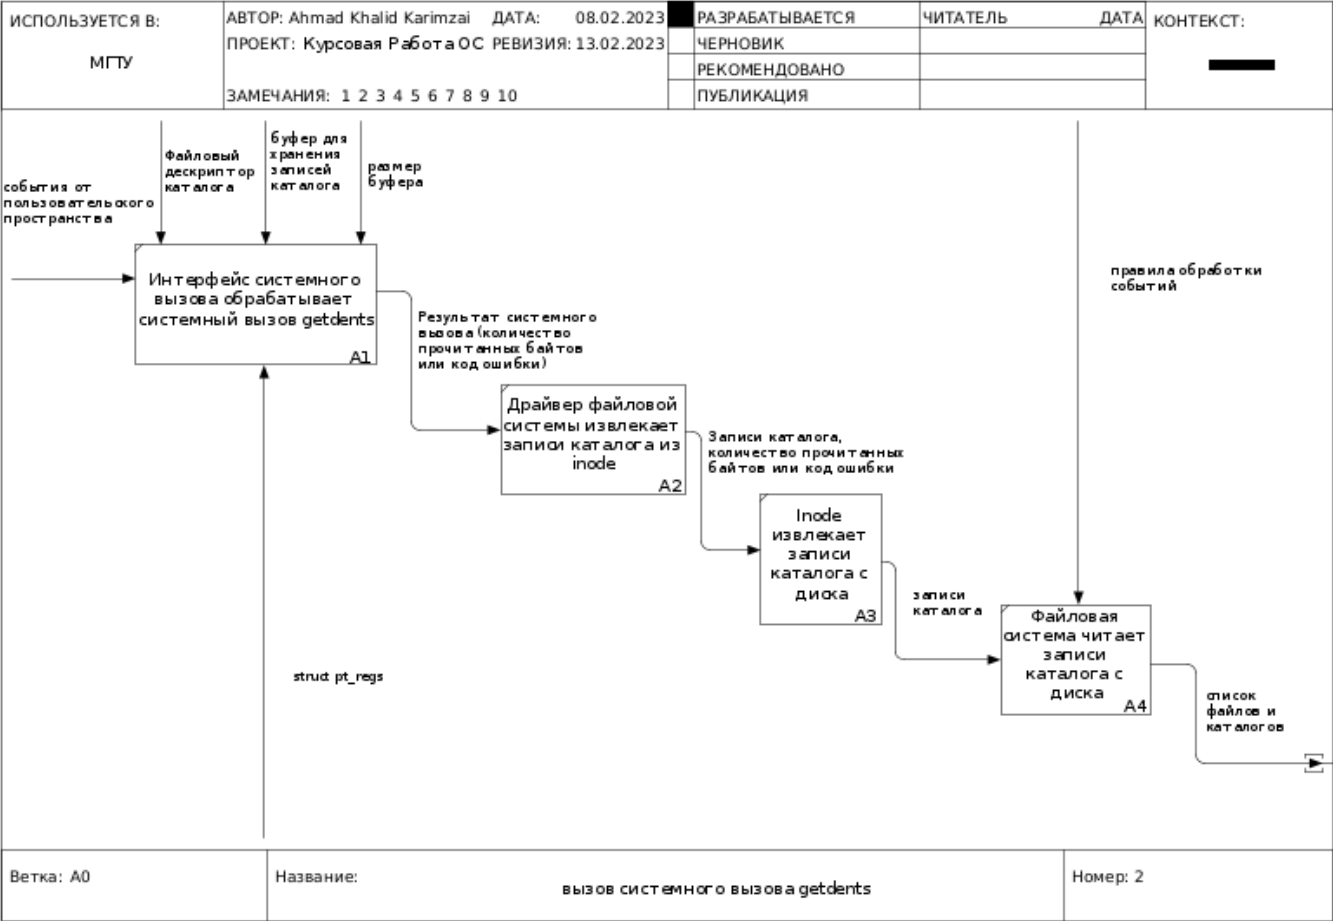 ИСПОЛЬЗУЕТСЯ В:
МГТУ
АВТОР: Ahmad Khalid Karimzai ДАТА: 08.02.2023
ПРОЕКТ: Курсовая Работа ОС РЕВИЗИЯ: 13.02.2023
ЗАМЕЧАНИЯ: 1 2 3 4 5 6 7 8 9 10
РАЗРАБАТЫВАЕТСЯ
ЧЕРНОВИК
РЕКОМЕНДОВАНО
ПУБЛИКАЦИЯ
ЧИТАТЕЛЬ ДАТА
КОНТЕКСТ:
события от
пользовательского
пространства
Файловый
дескриптор
каталога
буфер для
хранения
записей
каталога
размер
буфера
Интерфейс системного
вызова обрабатывает
системный вызов getdents
A1
Результат системного
вызова (количество
прочитанных байтов
или код ошибки)
правила обработки
событий
Драйвер файловой
системы извлекает
записи каталога из
inode
A2
Записи каталога,
количество прочитанных
байтов или код ошибки
Inode
извлекает
записи
каталога с
диска
A3
записи
каталога
Файловая
система читает
записи
каталога с
диска
A4
struct pt_regs
список
файлов и
каталогов
Ветка: A0
Название:
вызов системного вызова getdents
Номер: 2